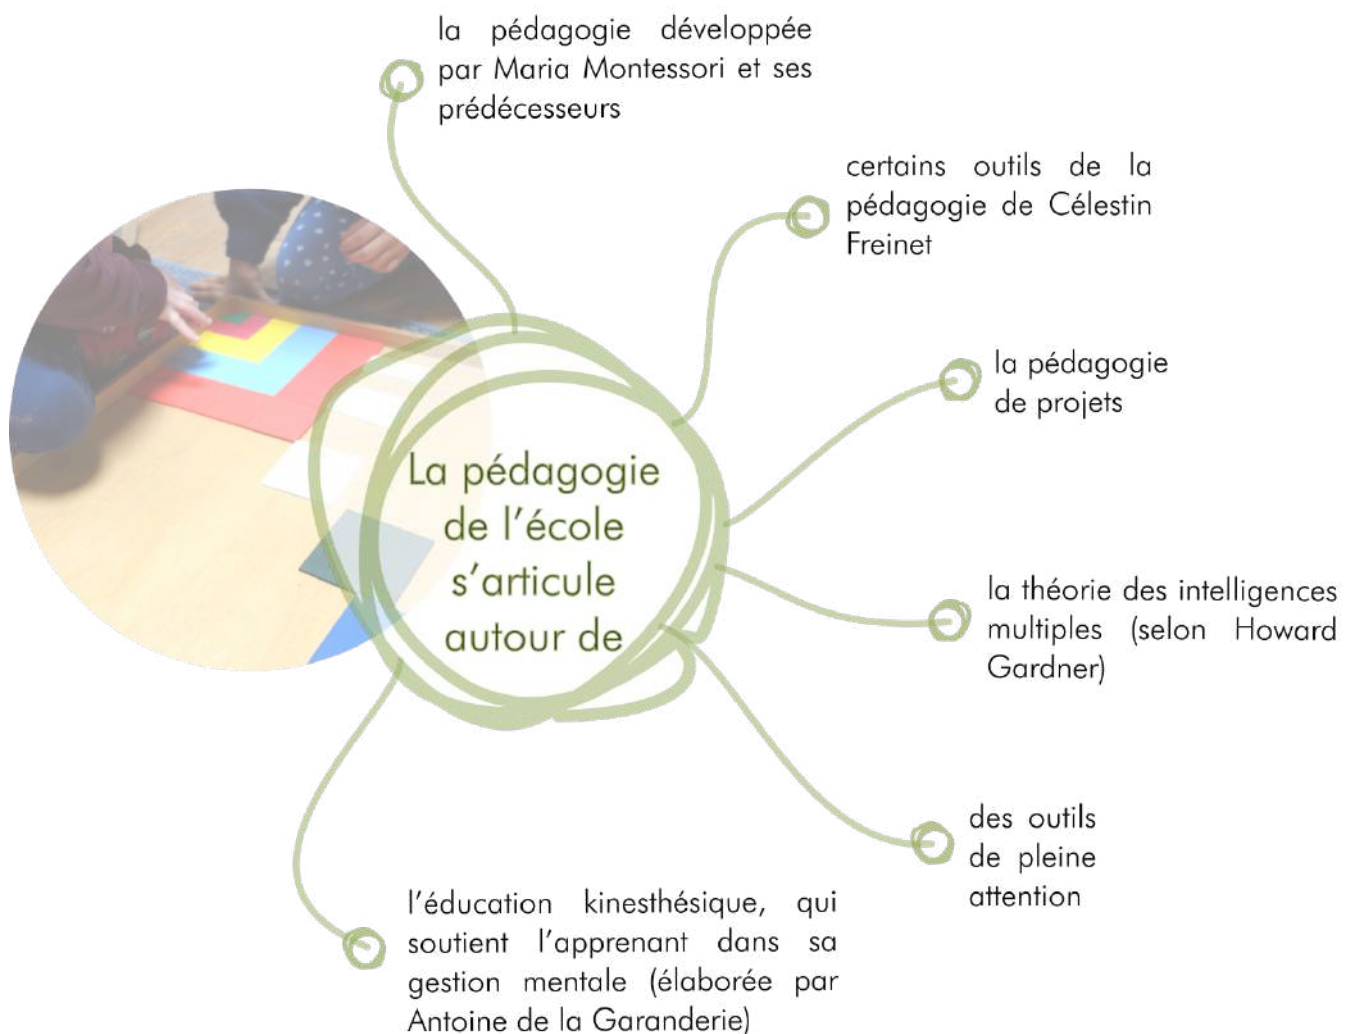 la pédagogie développée
par Maria Montessori et ses
prédécesseurs
certains outils de la
pédagogie de Célestin
Freinet
la pédagogie
de projets
La pédagogie
de l'école
s'articule
autour de
la théorie des intelligences
multiples (selon Howard
Gardner)
des outils
de pleine
attention
l'éducation kinesthésique, qui
soutient l'apprenant dans sa
gestion mentale (élaborée par
Antoine de la Garanderie)